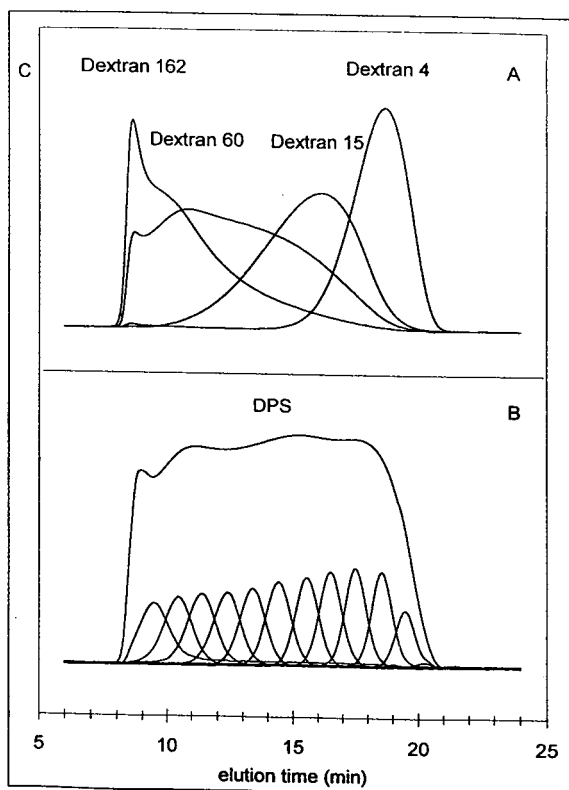 C
Dextran 162
Dextran 4
A
Dextran 60
Dextran 15
DPS
B
5
10
15
20
25
elution time (min)